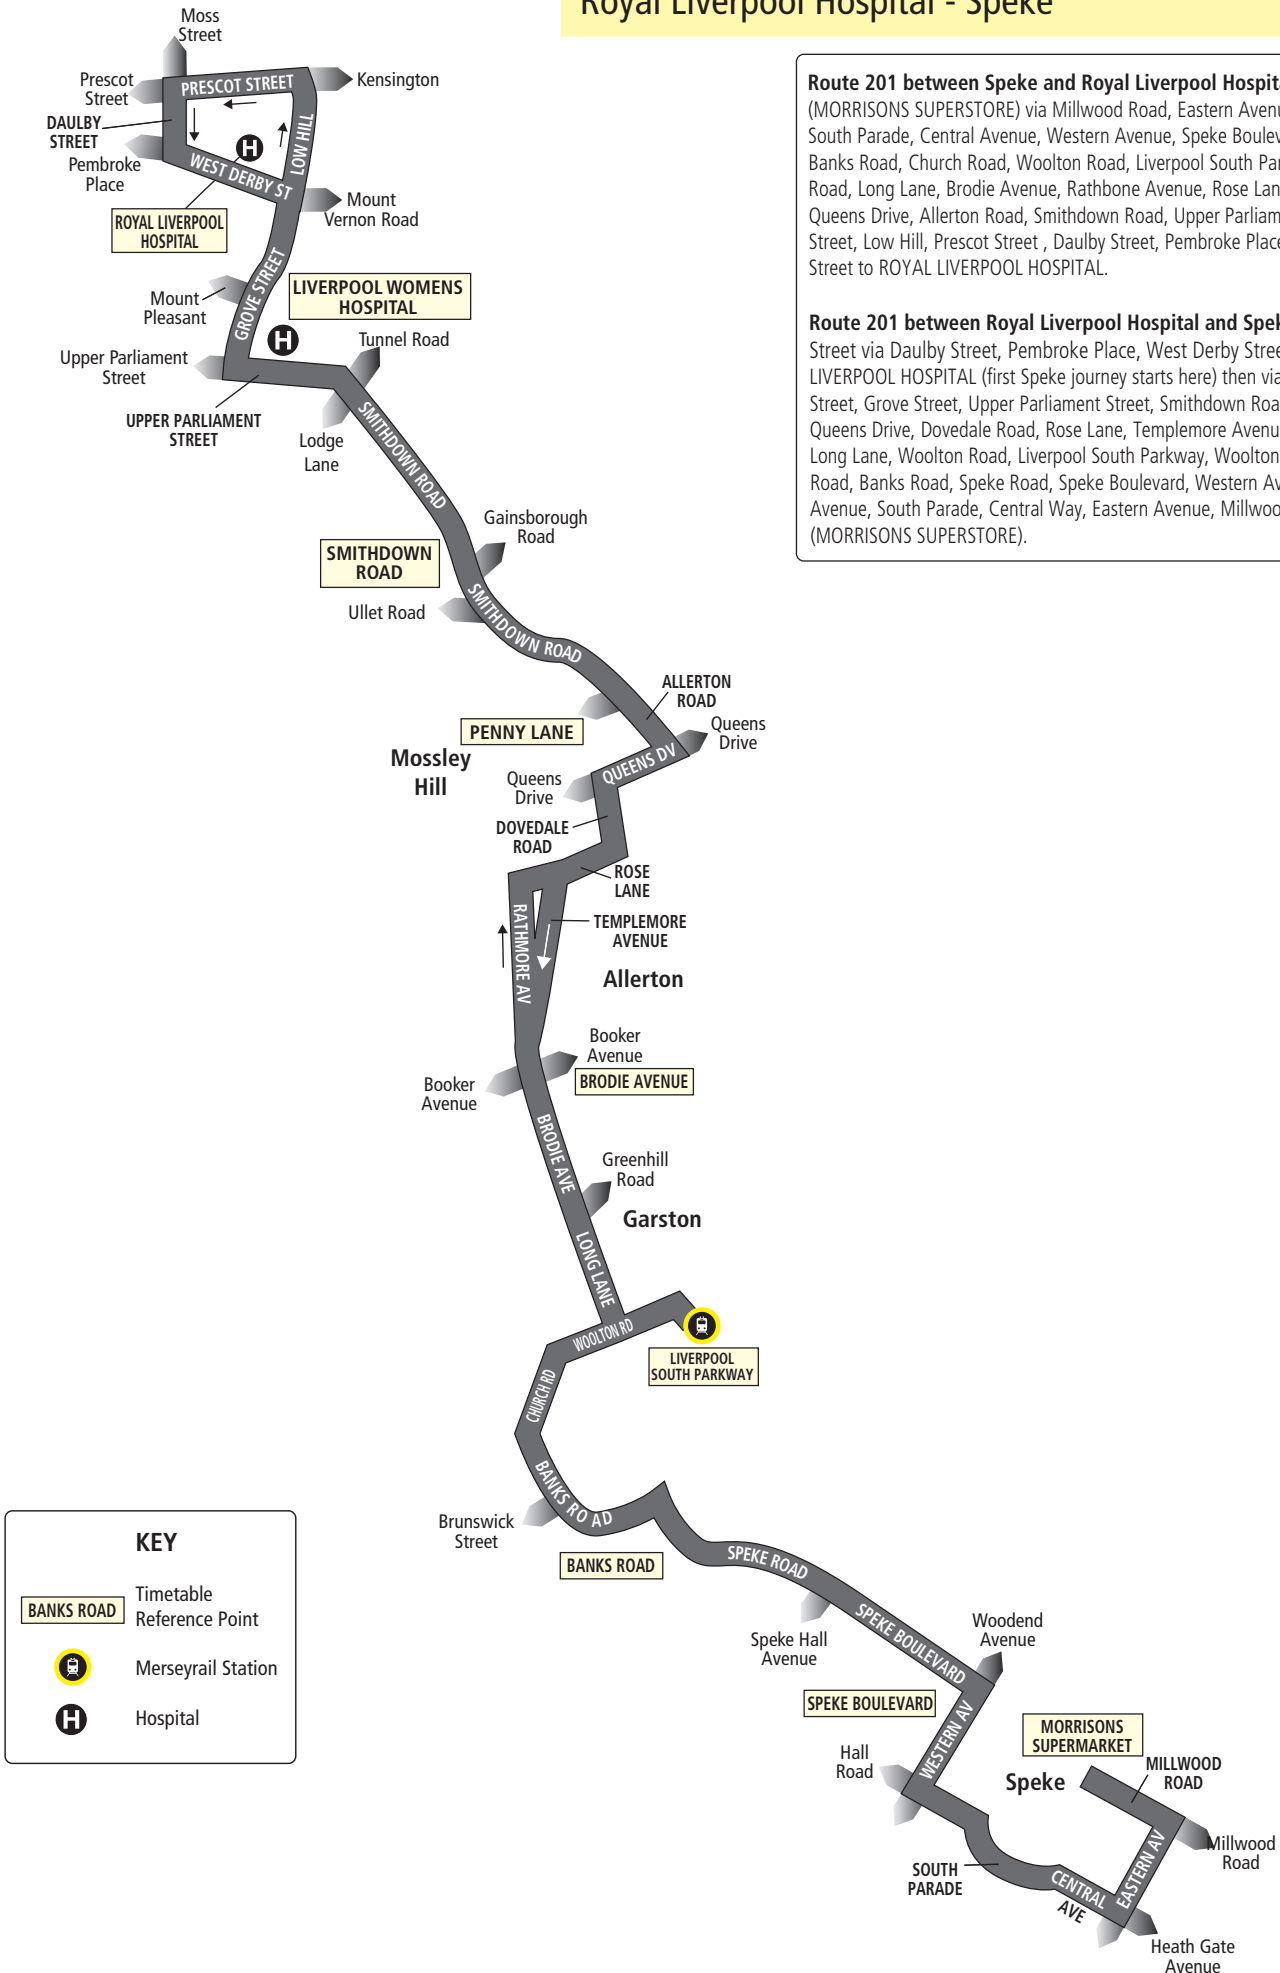 Royal Liverpool Hospital - Speke
Route 201 between Speke and Royal Liverpool Hospital
(MORRISONS SUPERSTORE) via Millwood Road, Eastern Avenue
South Parade, Central Avenue, Western Avenue, Speke
Banks Road, Church Road, Woolton Road, Liverpool South
Road, Long Lane, Brodie Avenue, Rathbone Avenue, Rose
Queens Drive, Allerton Road, Smithdown Road, Upper
Street, Low Hill, Prescot Street , Daulby Street, Pembroke Place
Street to ROYAL LIVERPOOL HOSPITAL.
Route 201 between Royal Liverpool Hospital and
Street via Daulby Street, Pembroke Place, West Derby
LIVERPOOL HOSPITAL (first Speke journey starts here) then via
Street, Grove Street, Upper Parliament Street, Smithdown
Queens Drive, Dovedale Road, Rose Lane, Templemore
Long Lane, Woolton Road, Liverpool South Parkway, Woolton
Road, Banks Road, Speke Road, Speke Boulevard, Western
Avenue, South Parade, Central Way, Eastern Avenue,
(MORRISONS SUPERSTORE).
Moss
Street
Prescot
Street
PRESCOT STREET
Kensington
DAULBY
STREET
LOW HILL
H
Pembroke
Place
WEST DERBY ST
Mount
Vernon Road
ROYAL LIVERPOOL
HOSPITAL
GROVE STREET
LIVERPOOL WOMENS
HOSPITAL
Mount
Pleasant
H
Tunnel Road
Upper Parliament
Street
UPPER PARLIAMENT
STREET
Lodge
Lane
SMITHDOWN ROAD
Gainsborough
Road
SMITHDOWN
ROAD
Ullet Road
SMITHDOWN ROAD
ALLERTON
ROAD
PENNY LANE
Queens
Drive
Mossley
Hill
QUEENS DV
Queens
Drive
DOVEDALE
ROAD
ROSE
LANE
RATHMORE AV
TEMPLEMORE
AVENUE
Allerton
Booker
Avenue
BRODIE AVENUE
Booker
Avenue
BRODIE AVE
Greenhill
Road
Garston
LONG LANE
WOOLTON RD
LIVERPOOL
SOUTH PARKWAY
CHURCH RD
BANKS RO AD
Brunswick
Street
BANKS ROAD
SPEKE ROAD
Speke Hall
Avenue
SPEKE BOULEVARD
Woodend
Avenue
SPEKE BOULEVARD
WESTERN AV
MORRISONS
SUPERMARKET
Hall
Road
Speke
MILLWOOD
ROAD
Millwood
Road
SOUTH
PARADE
CENTRAL
AVE
EASTERN AV
Heath Gate
Avenue
KEY
BANKS ROAD
Timetable
Reference Point
Merseyrail Station
H
Hospital